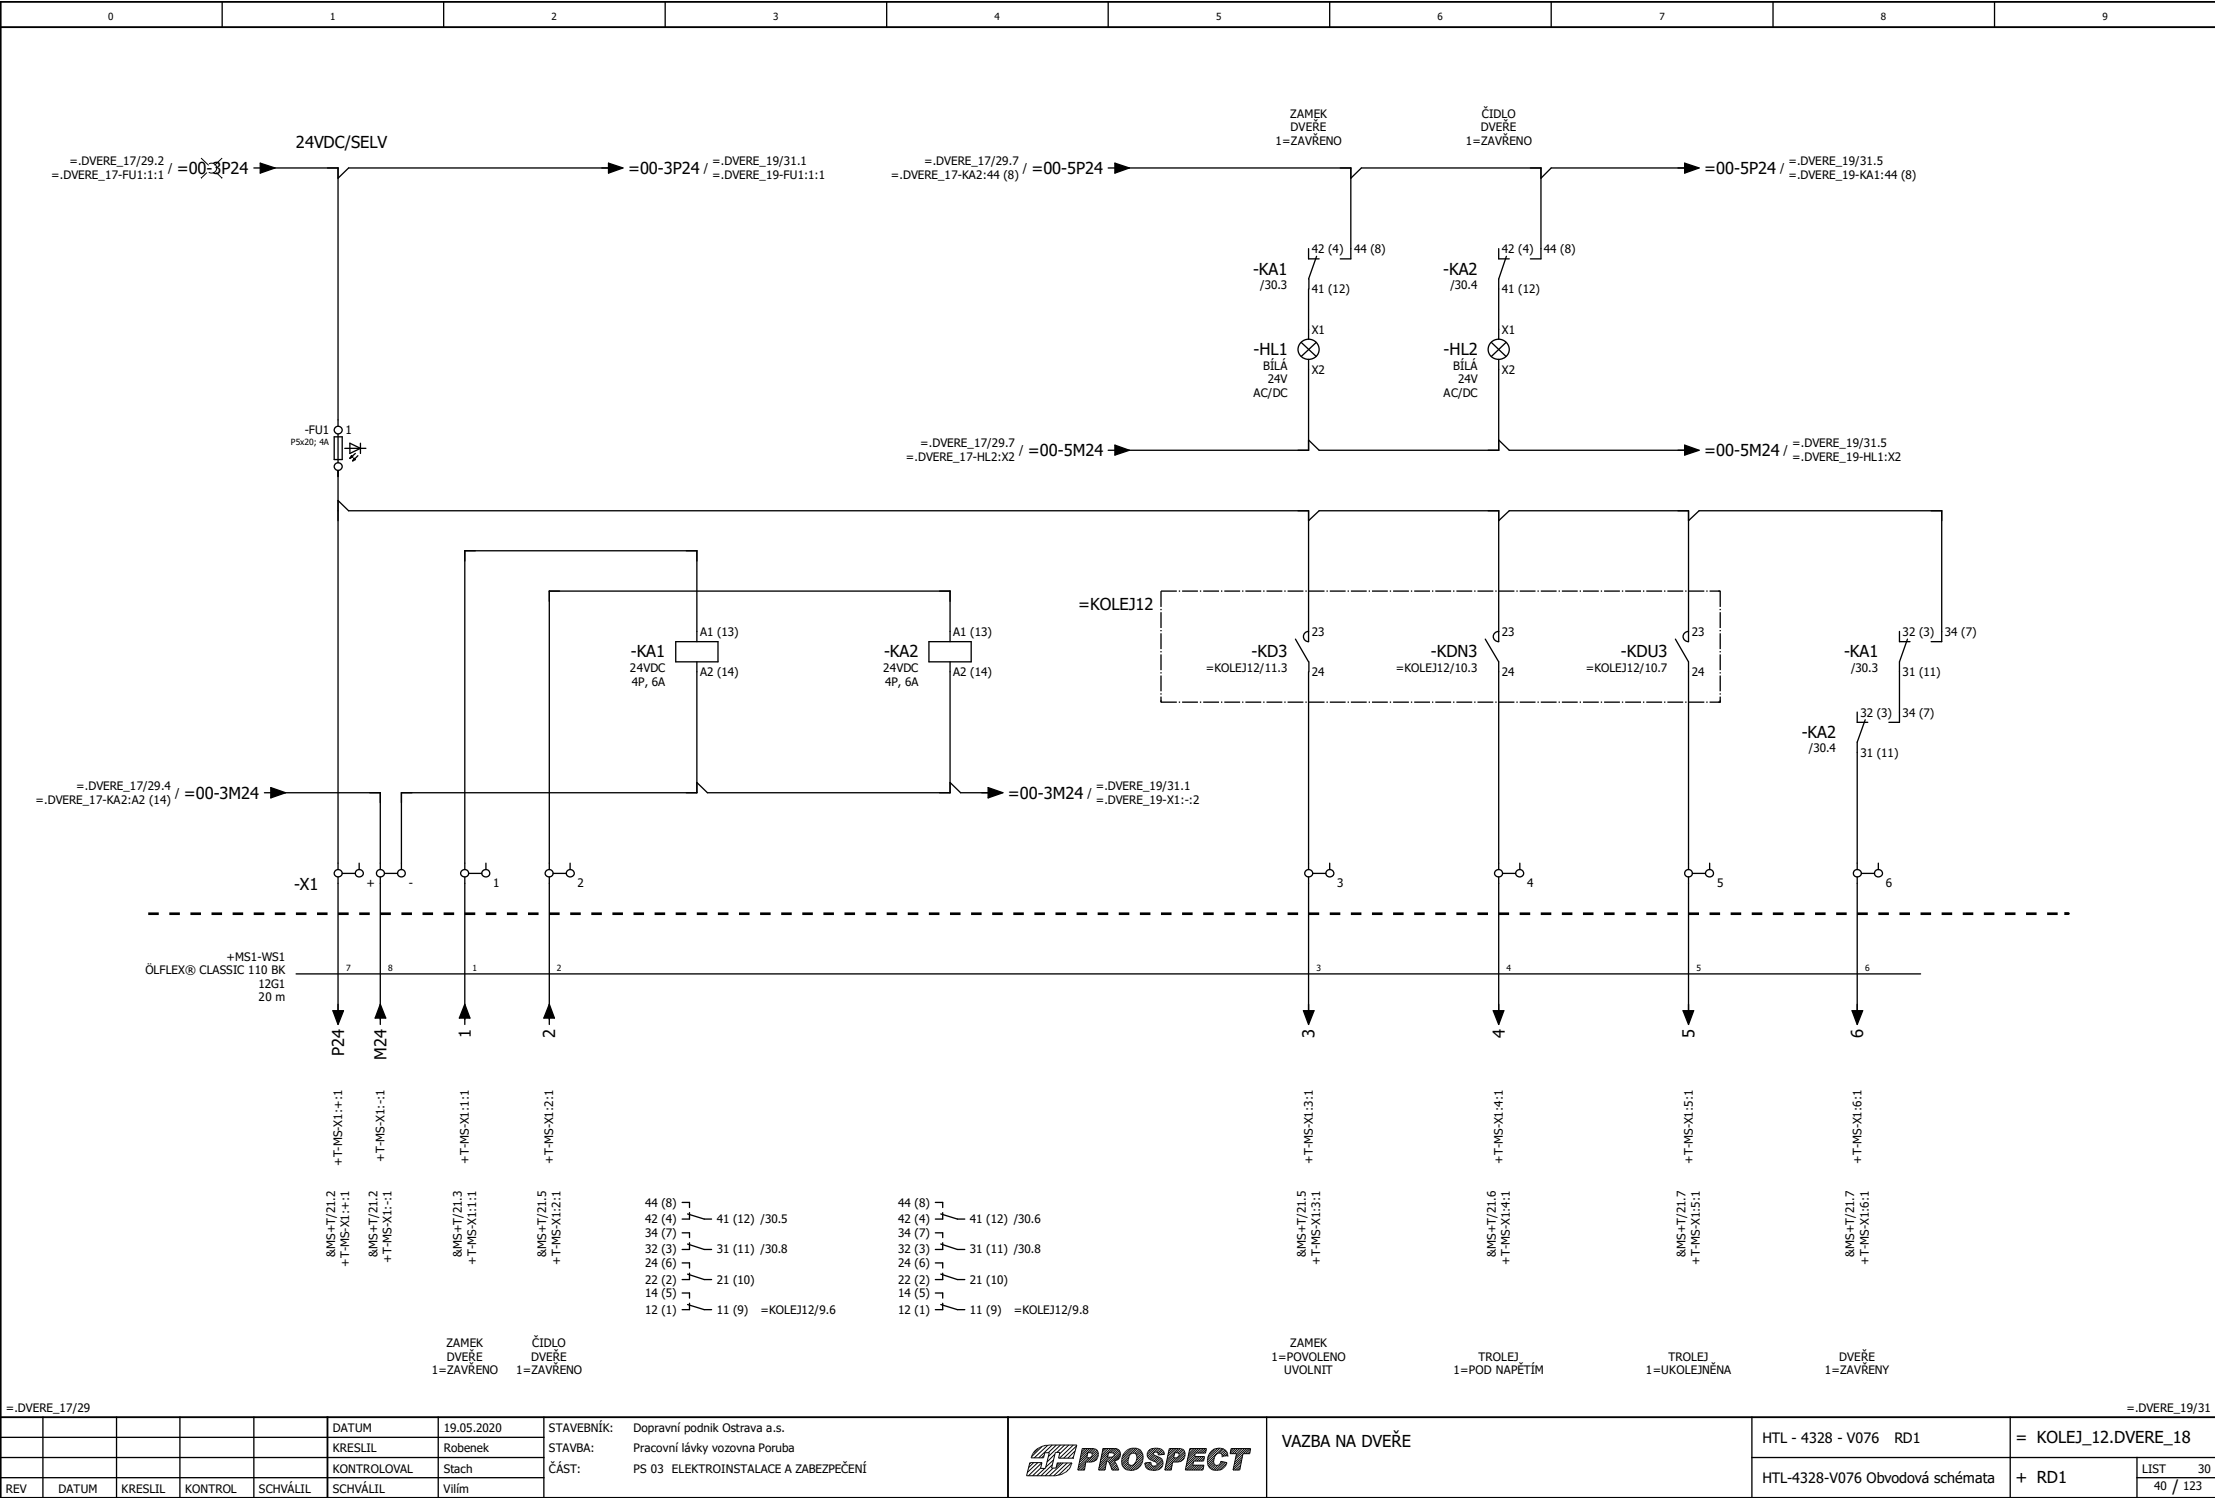 0 1 2 3 4 5 6 7 8 9
24VDC/SELV
=.DVERE_17/29.2
=.DVERE_17-FU1:1:1 / =00-3P24
=00-3P24 / =.DVERE_19/31.1
=.DVERE_19-FU1:1:1
=.DVERE_17/29.7
=.DVERE_17-KA2:44 (8) / =00-5P24
ZAMEK
DVEŘE
1=ZAVŘENO
ČIDLO
DVEŘE
1=ZAVŘENO
=00-5P24 / =.DVERE_19/31.5
=.DVERE_19-KA1:44 (8)
42 (4) 44 (8)
-KA1
/30.3
41 (12)
42 (4) 44 (8)
-KA2
/30.4
41 (12)
X1
-HL1
BÍLÁ
24V
AC/DC
X2
X1
-HL2
BÍLÁ
24V
AC/DC
X2
-FU1 1
P5x20; 4A
=.DVERE_17/29.7
=.DVERE_17-HL2:X2 / =00-5M24
=00-5M24 / =.DVERE_19/31.5
=.DVERE_19-HL1:X2
=KOLEJ12
A1 (13)
-KA1
24VDC
4P, 6A
A2 (14)
A1 (13)
-KA2
24VDC
4P, 6A
A2 (14)
23
-KD3
=KOLEJ12/11.3
24
23
-KDN3
=KOLEJ12/10.3
24
23
-KDU3
=KOLEJ12/10.7
24
32 (3) 34 (7)
-KA1
/30.3
31 (11)
32 (3) 34 (7)
-KA2
/30.4
31 (11)
=.DVERE_17/29.4
=.DVERE_17-KA2:A2 (14) / =00-3M24
=00-3M24 / =.DVERE_19/31.1
=.DVERE_19-X1:-:2
-X1 + - 1 2 3 4 5 6
+MS1-WS1
ÖLFLEX® CLASSIC 110 BK
12G1
20 m
7 8 1 2 3 4 5 6
P24 M24 1 2 3 4 5 6
+T-MS-X1:+:1
+T-MS-X1:-:1
+T-MS-X1:1:1
+T-MS-X1:2:1
+T-MS-X1:3:1
+T-MS-X1:4:1
+T-MS-X1:5:1
+T-MS-X1:6:1
&MS+T/21.2
+T-MS-X1:+:1
&MS+T/21.2
+T-MS-X1:-:1
&MS+T/21.3
+T-MS-X1:1:1
&MS+T/21.5
+T-MS-X1:2:1
44 (8)
42 (4) 41 (12) /30.5
34 (7)
32 (3) 31 (11) /30.8
24 (6)
22 (2) 21 (10)
14 (5)
12 (1) 11 (9) =KOLEJ12/9.6
44 (8)
42 (4) 41 (12) /30.6
34 (7)
32 (3) 31 (11) /30.8
24 (6)
22 (2) 21 (10)
14 (5)
12 (1) 11 (9) =KOLEJ12/9.8
&MS+T/21.5
+T-MS-X1:3:1
&MS+T/21.6
+T-MS-X1:4:1
&MS+T/21.7
+T-MS-X1:5:1
&MS+T/21.7
+T-MS-X1:6:1
ZAMEK
DVEŘE
1=ZAVŘENO
ČIDLO
DVEŘE
1=ZAVŘENO
ZAMEK
1=POVOLENO
UVOLNIT
TROLEJ
1=POD NAPĚTÍM
TROLEJ
1=UKOLEJNĚNA
DVEŘE
1=ZAVŘENY
=.DVERE_17/29
=.DVERE_19/31
DATUM 19.05.2020
KRESLIL Robenek
KONTROLOVAL Stach
REV DATUM KRESLIL KONTROL SCHVÁLIL SCHVÁLIL Vilím
STAVEBNÍK: Dopravní podnik Ostrava a.s.
STAVBA: Pracovní lávky vozovna Poruba
ČÁST: PS 03 ELEKTROINSTALACE A ZABEZPEČENÍ
PROSPECT
VAZBA NA DVEŘE
HTL - 4328 - V076 RD1
HTL-4328-V076 Obvodová schémata
= KOLEJ_12.DVERE_18
+ RD1
LIST 30
40 / 123